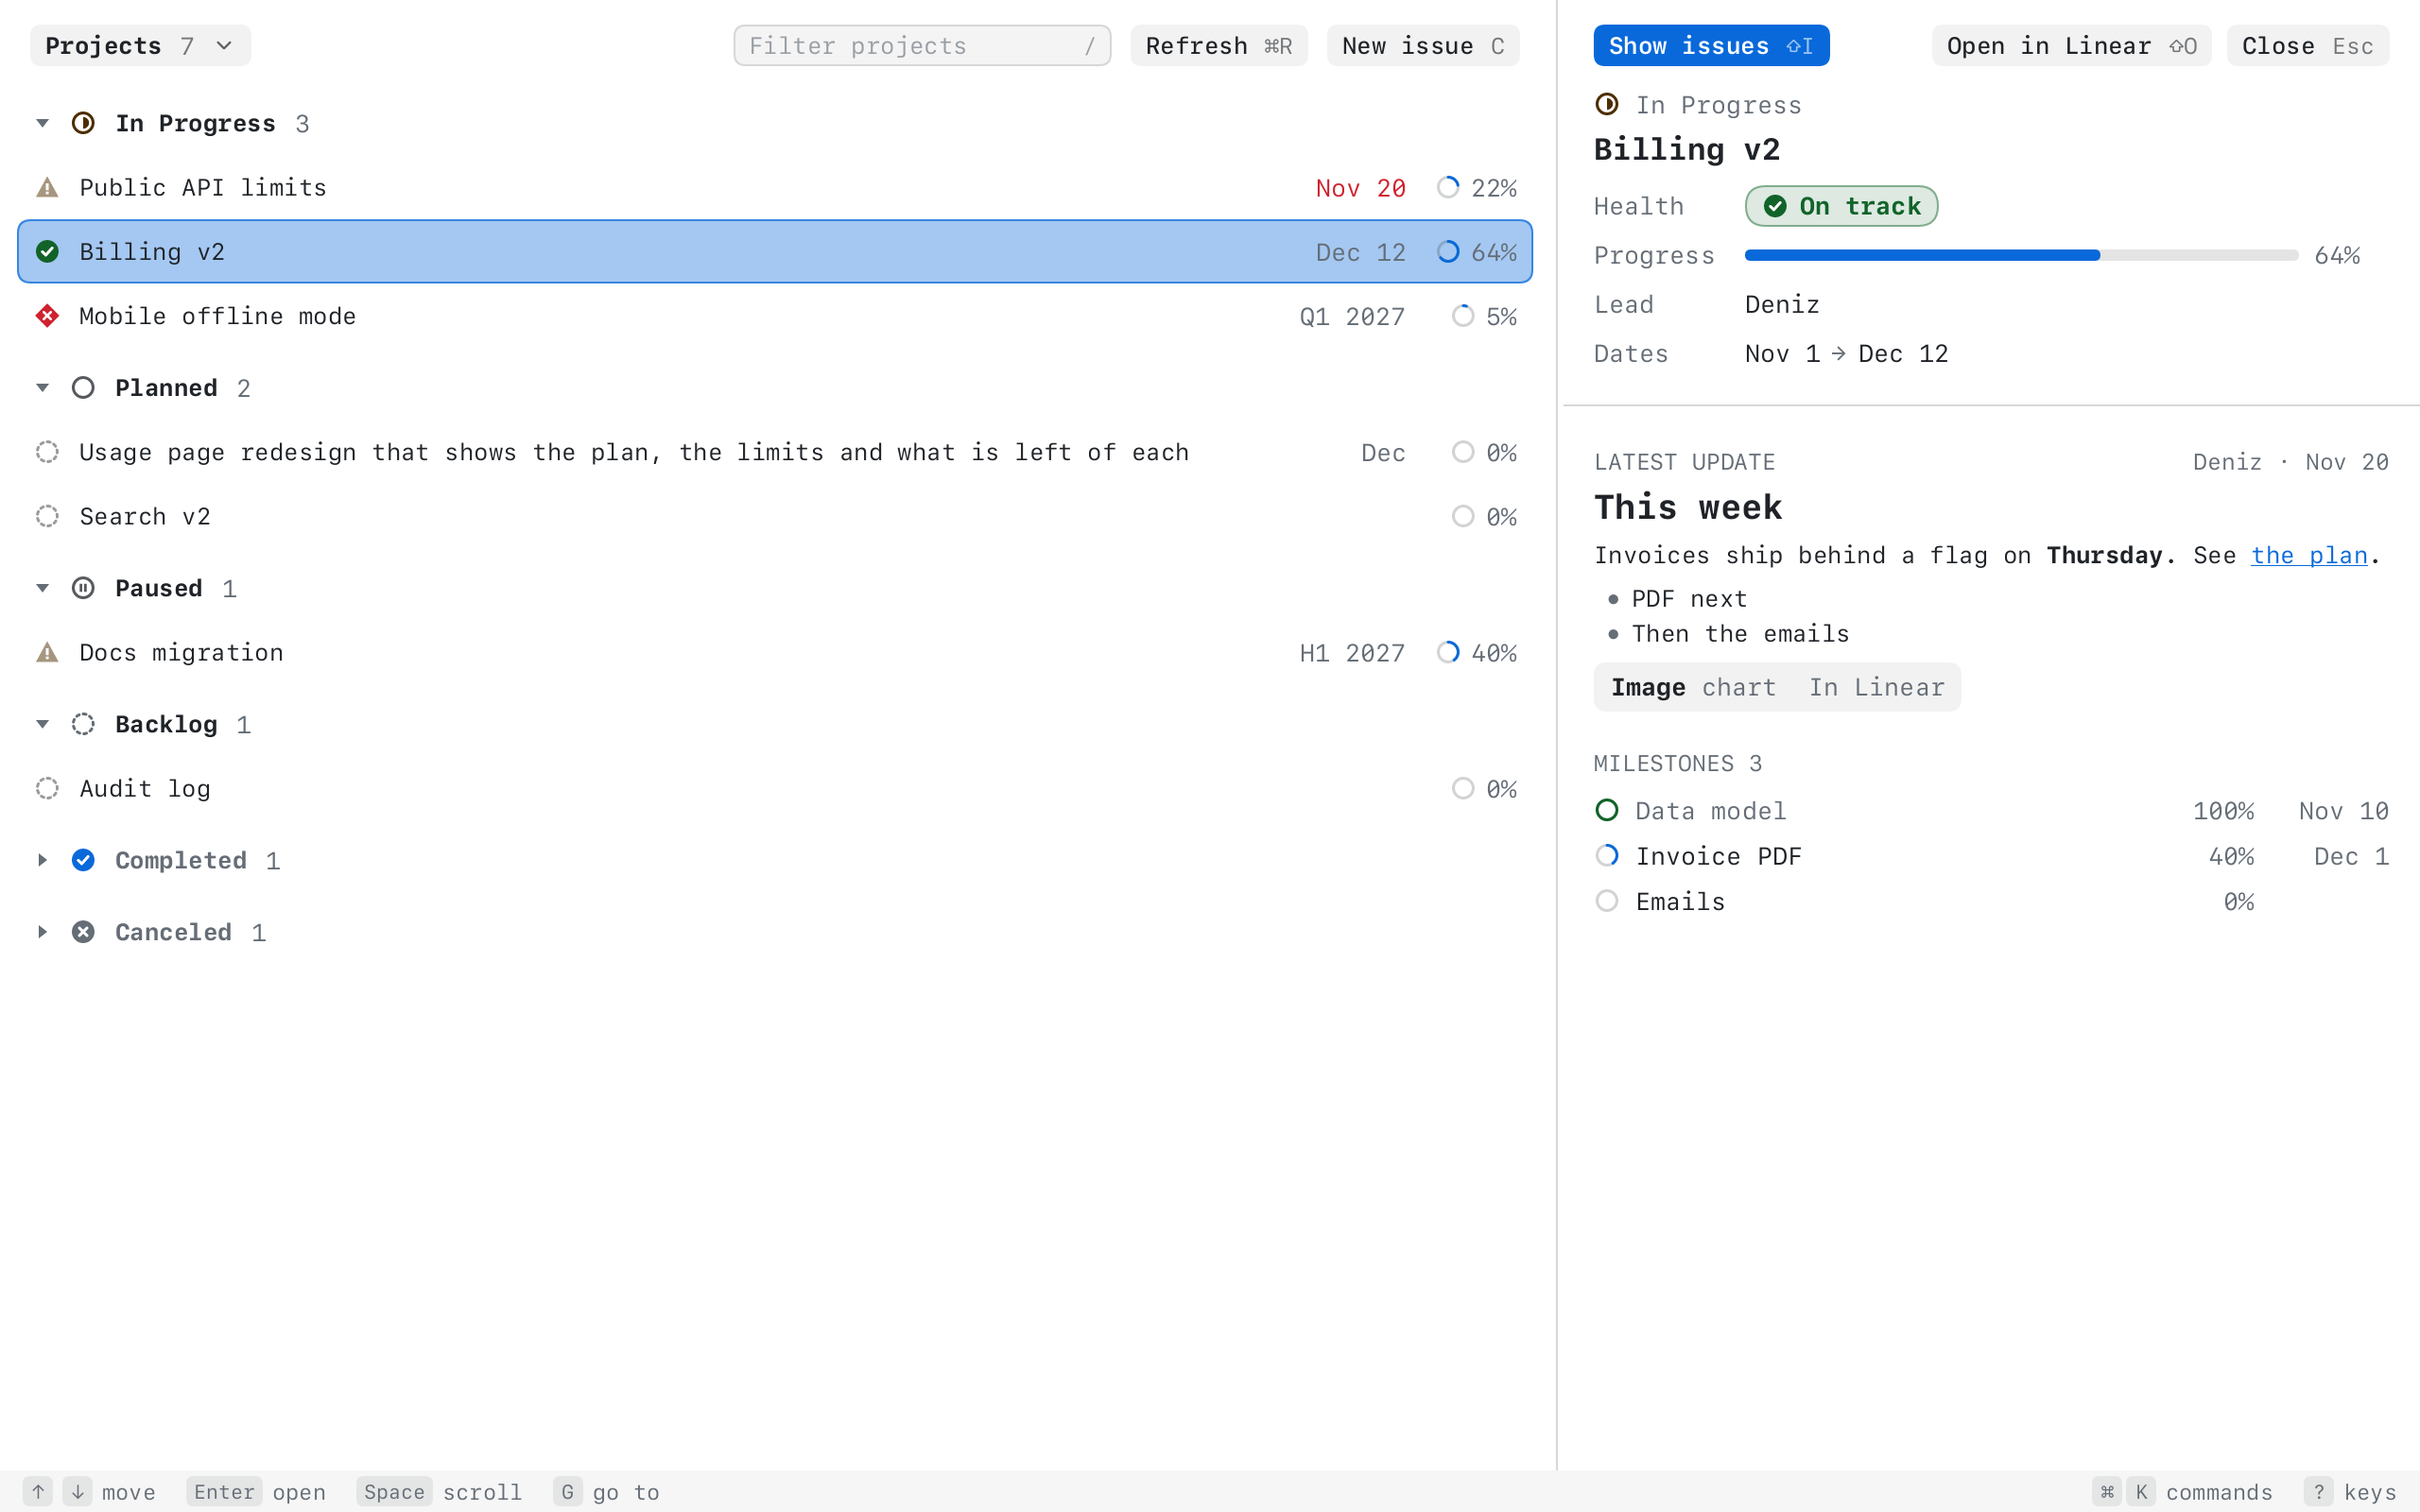 Projects 7
Filter projects /
Refresh ⌘R
New issue C
In Progress 3
Public API limits Nov 20 22%
Billing v2 Dec 12 64%
Mobile offline mode Q1 2027 5%
Planned 2
Usage page redesign that shows the plan, the limits and what is left of each Dec 0%
Search v2 0%
Paused 1
Docs migration H1 2027 40%
Backlog 1
Audit log 0%
Completed 1
Canceled 1
Show issues ⇧I
Open in Linear ⇧O
Close Esc
In Progress
Billing v2
Health On track
Progress 64%
Lead Deniz
Dates Nov 1 → Dec 12
LATEST UPDATE Deniz · Nov 20
This week
Invoices ship behind a flag on Thursday. See the plan.
• PDF next
• Then the emails
Image chart In Linear
MILESTONES 3
Data model 100% Nov 10
Invoice PDF 40% Dec 1
Emails 0%
↑ ↓ move Enter open Space scroll G go to
⌘ K commands ? keys